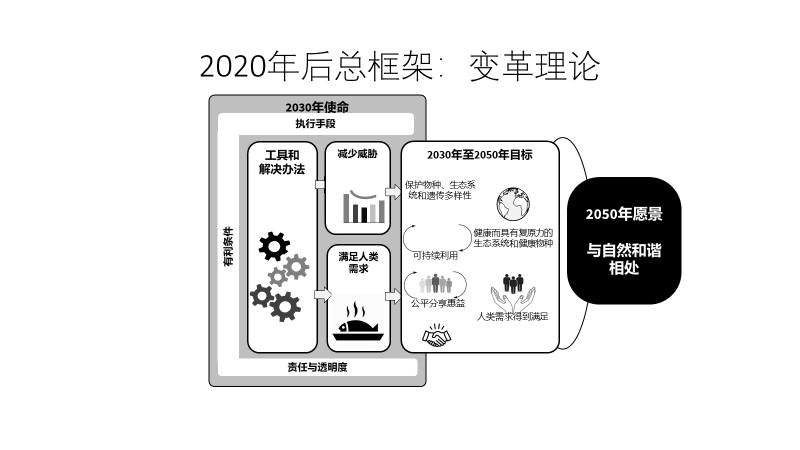 2020年后总框架：变革理论
2030年使命
执行手段
有利条件
工具和
解决办法
减少威胁
满足人类
需求
2030年至2050年目标
保护物种、生态系
统和遗传多样性
健康而具有复原力的
生态系统和健康物种
可持续利用
公平分享惠益
人类需求得到满足
2050年愿景
与自然和谐
相处
责任与透明度